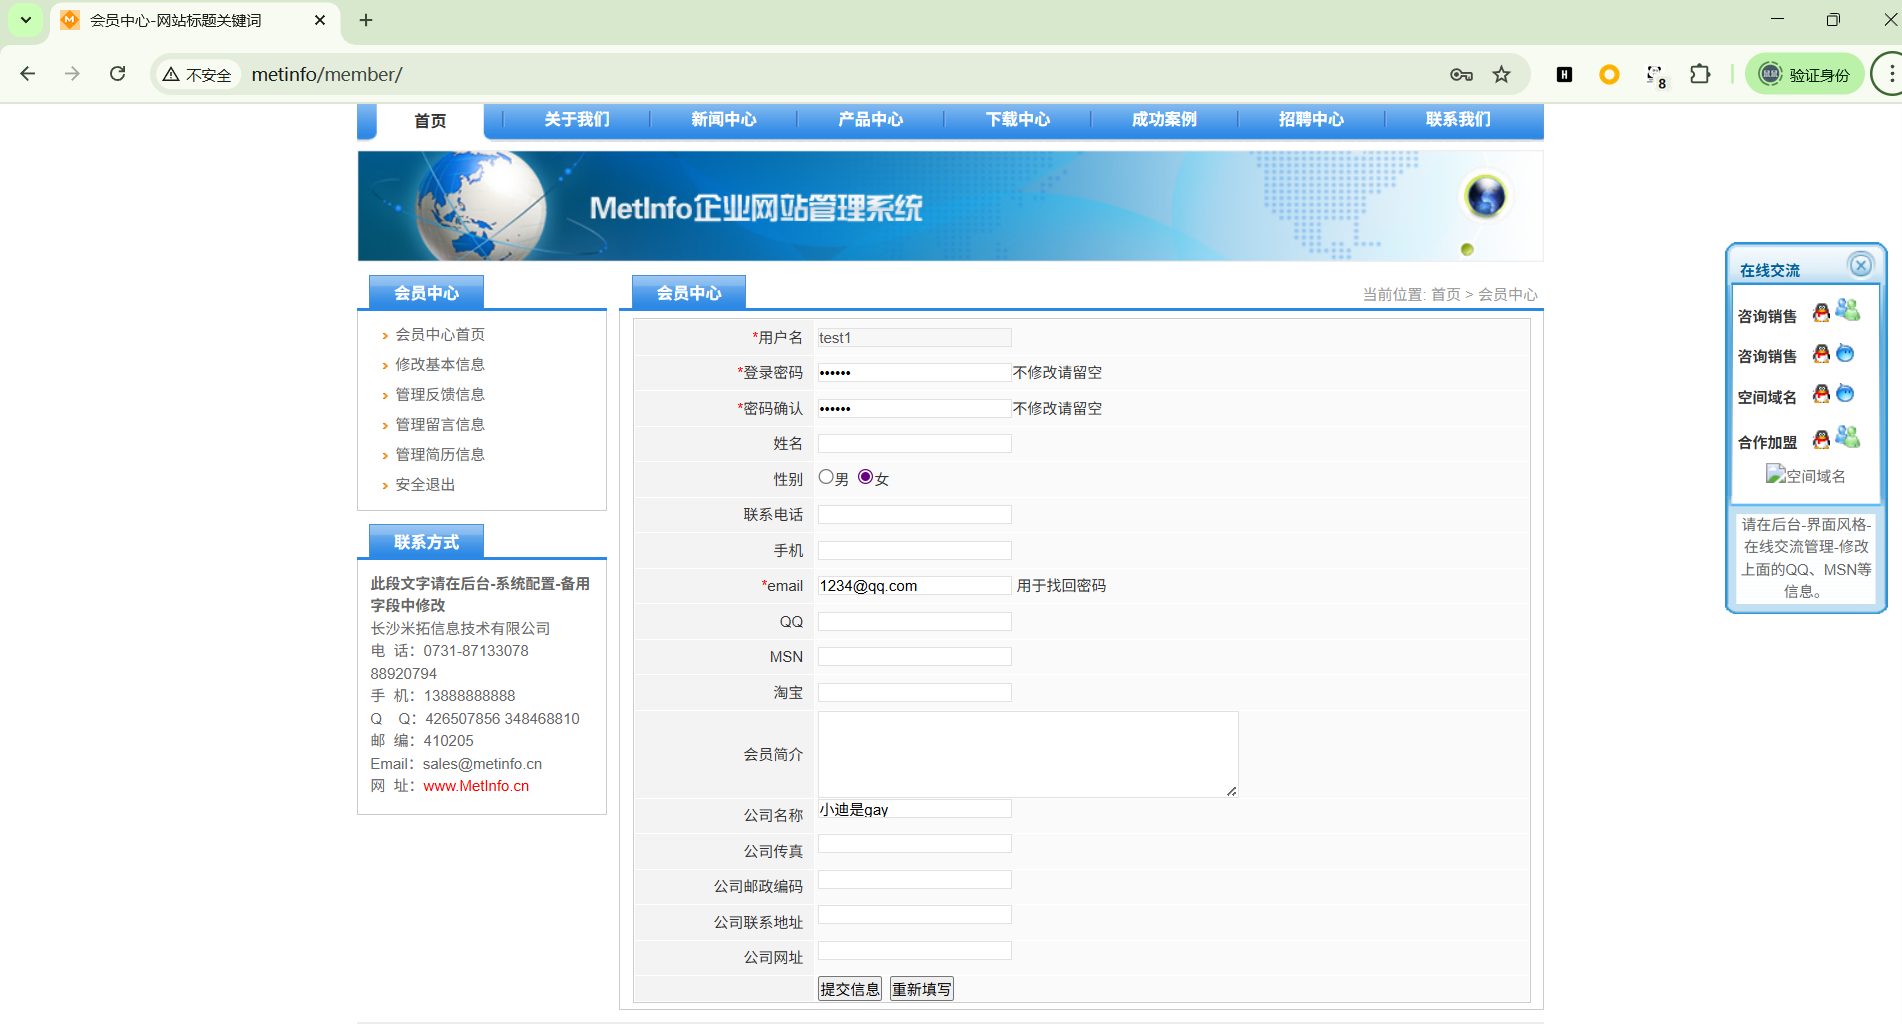 会员中心-网站标题关键词
不安全
metinfo/member/
8
验证身份
首页
关于我们
新闻中心
产品中心
下载中心
成功案例
招聘中心
联系我们
MetInfo企业网站管理系统
会员中心
会员中心首页
修改基本信息
管理反馈信息
管理留言信息
管理简历信息
安全退出
联系方式
此段文字请在后台-系统配置-备用
字段中修改
长沙米拓信息技术有限公司
电 话：0731-87133078
88920794
手 机：13888888888
Q Q：426507856 348468810
邮 编：410205
Email：sales@metinfo.cn
网 址：www.MetInfo.cn
会员中心
当前位置: 首页 > 会员中心
*用户名 test1
*登录密码 •••••• 不修改请留空
*密码确认 •••••• 不修改请留空
姓名
性别 男 女
联系电话
手机
*email 1234@qq.com 用于找回密码
QQ
MSN
淘宝
会员简介
公司名称 小迪是gay
公司传真
公司邮政编码
公司联系地址
公司网址
提交信息 重新填写
在线交流
咨询销售
咨询销售
空间域名
合作加盟
空间域名
请在后台-界面风格-
在线交流管理-修改
上面的QQ、MSN等
信息。